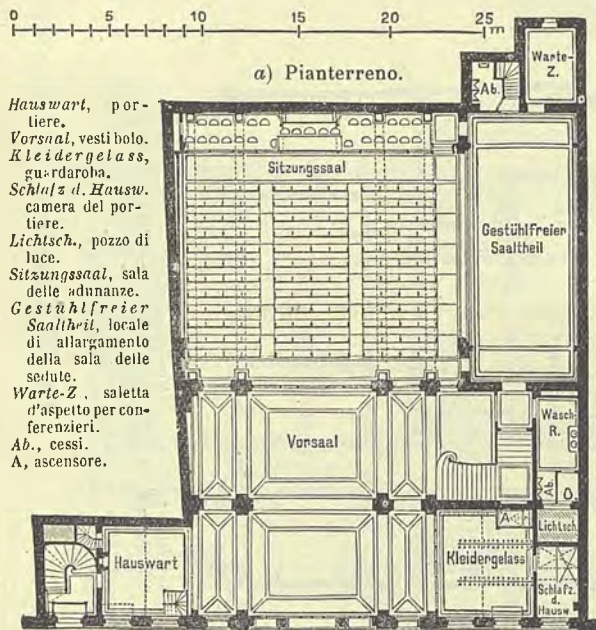 0 5 10 15 20 25 m
a) Pianterreno.
Hauswart, por-
tiere.
Vorsaal, vestibolo.
Kleidergelass,
guardaroba.
Schlafz d. Hausw.
camera del por-
tiere.
Lichtsch., pozzo di
luce.
Sitzungssaal, sala
delle adunanze.
Gestühlfreier
Saaltheil, locale
di allargamento
della sala delle
sedute.
Warte-Z., saletta
d'aspetto per con-
ferenzieri.
Ab., cessi.
A, ascensore.
Warte-
Z.
Ab.
Sitzungssaal
Gestühlfreier
Saaltheil
Vorsaal
Wasch-
R.
Ab.
A
Lichtsch.
Hauswart
Kleidergelass
Schlafz.
d.
Hausw